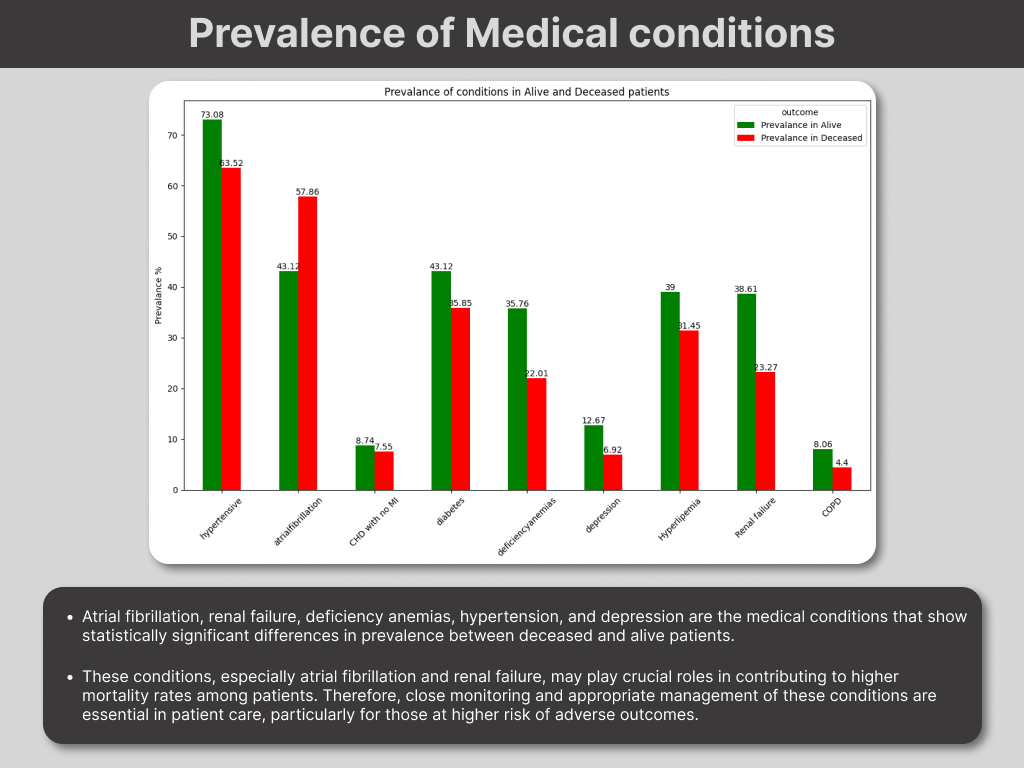 Prevalence of Medical conditions
Prevalance of conditions in Alive and Deceased patients
outcome
Prevalance in Alive
Prevalance in Deceased
Prevalance %
70
60
50
40
30
20
10
0
73.08
63.52
43.12
57.86
8.74
7.55
43.12
35.85
35.76
22.01
12.67
6.92
39
31.45
38.61
23.27
8.06
4.4
hypertensive
atrialfibrillation
CHD with no MI
diabetes
deficiencyanemias
depression
Hyperlipemia
Renal failure
COPD
• Atrial fibrillation, renal failure, deficiency anemias, hypertension, and depression are the medical conditions that show
statistically significant differences in prevalence between deceased and alive patients.
• These conditions, especially atrial fibrillation and renal failure, may play crucial roles in contributing to higher
mortality rates among patients. Therefore, close monitoring and appropriate management of these conditions are
essential in patient care, particularly for those at higher risk of adverse outcomes.